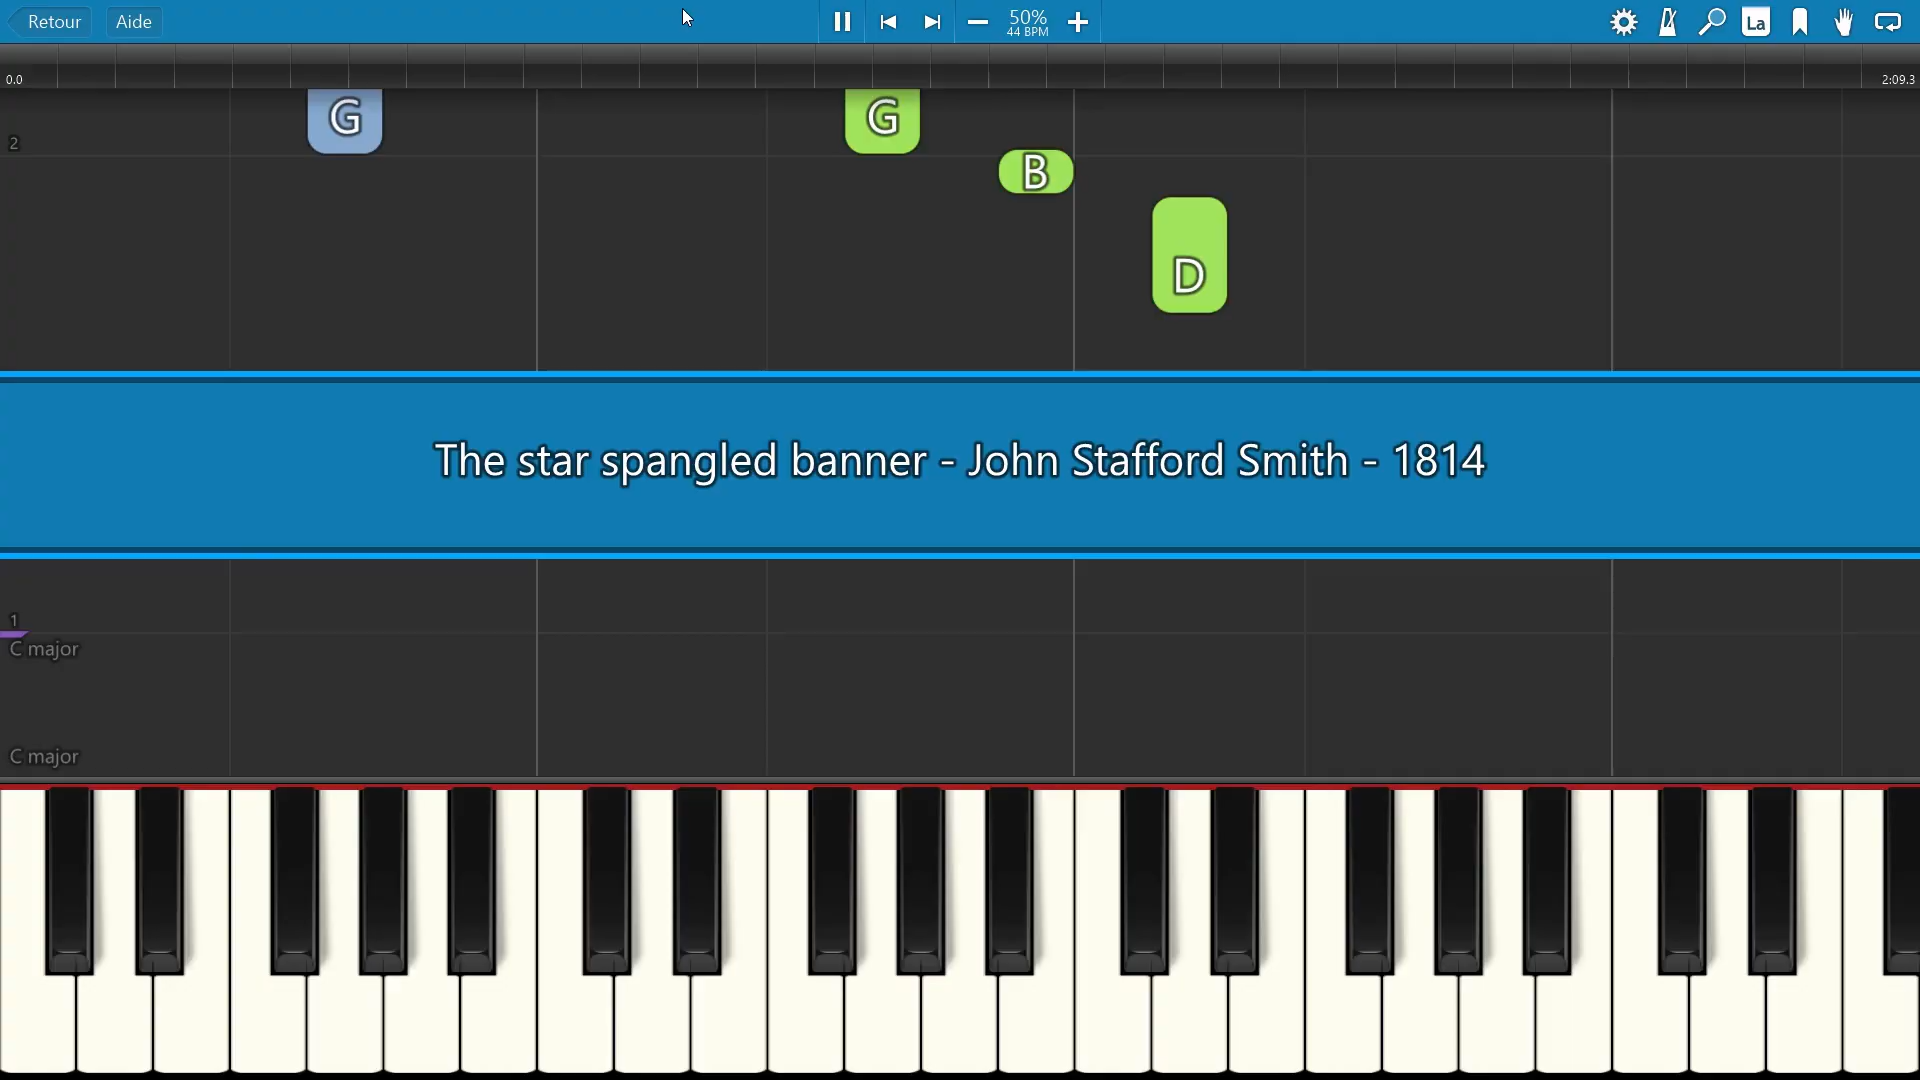 Retour
Aide
50%
44 BPM
La
0.0
2:09.3
G
G
2
B
D
The star spangled banner - John Stafford Smith - 1814
1
C major
C major